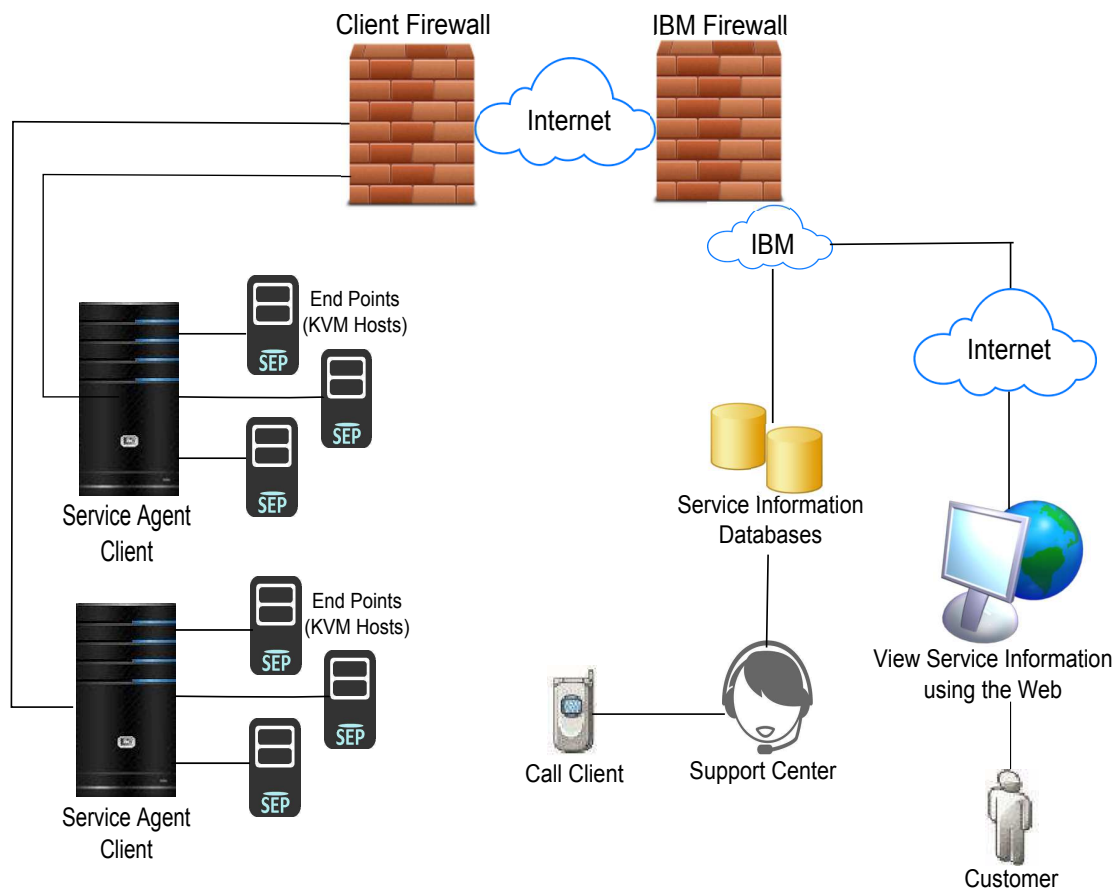 Client Firewall
IBM Firewall
Internet
IBM
Internet
End Points
(KVM Hosts)
SEP
SEP
SEP
Service Agent
Client
Service Information
Databases
End Points
(KVM Hosts)
SEP
SEP
SEP
Service Agent
Client
View Service Information
using the Web
Call Client
Support Center
Customer